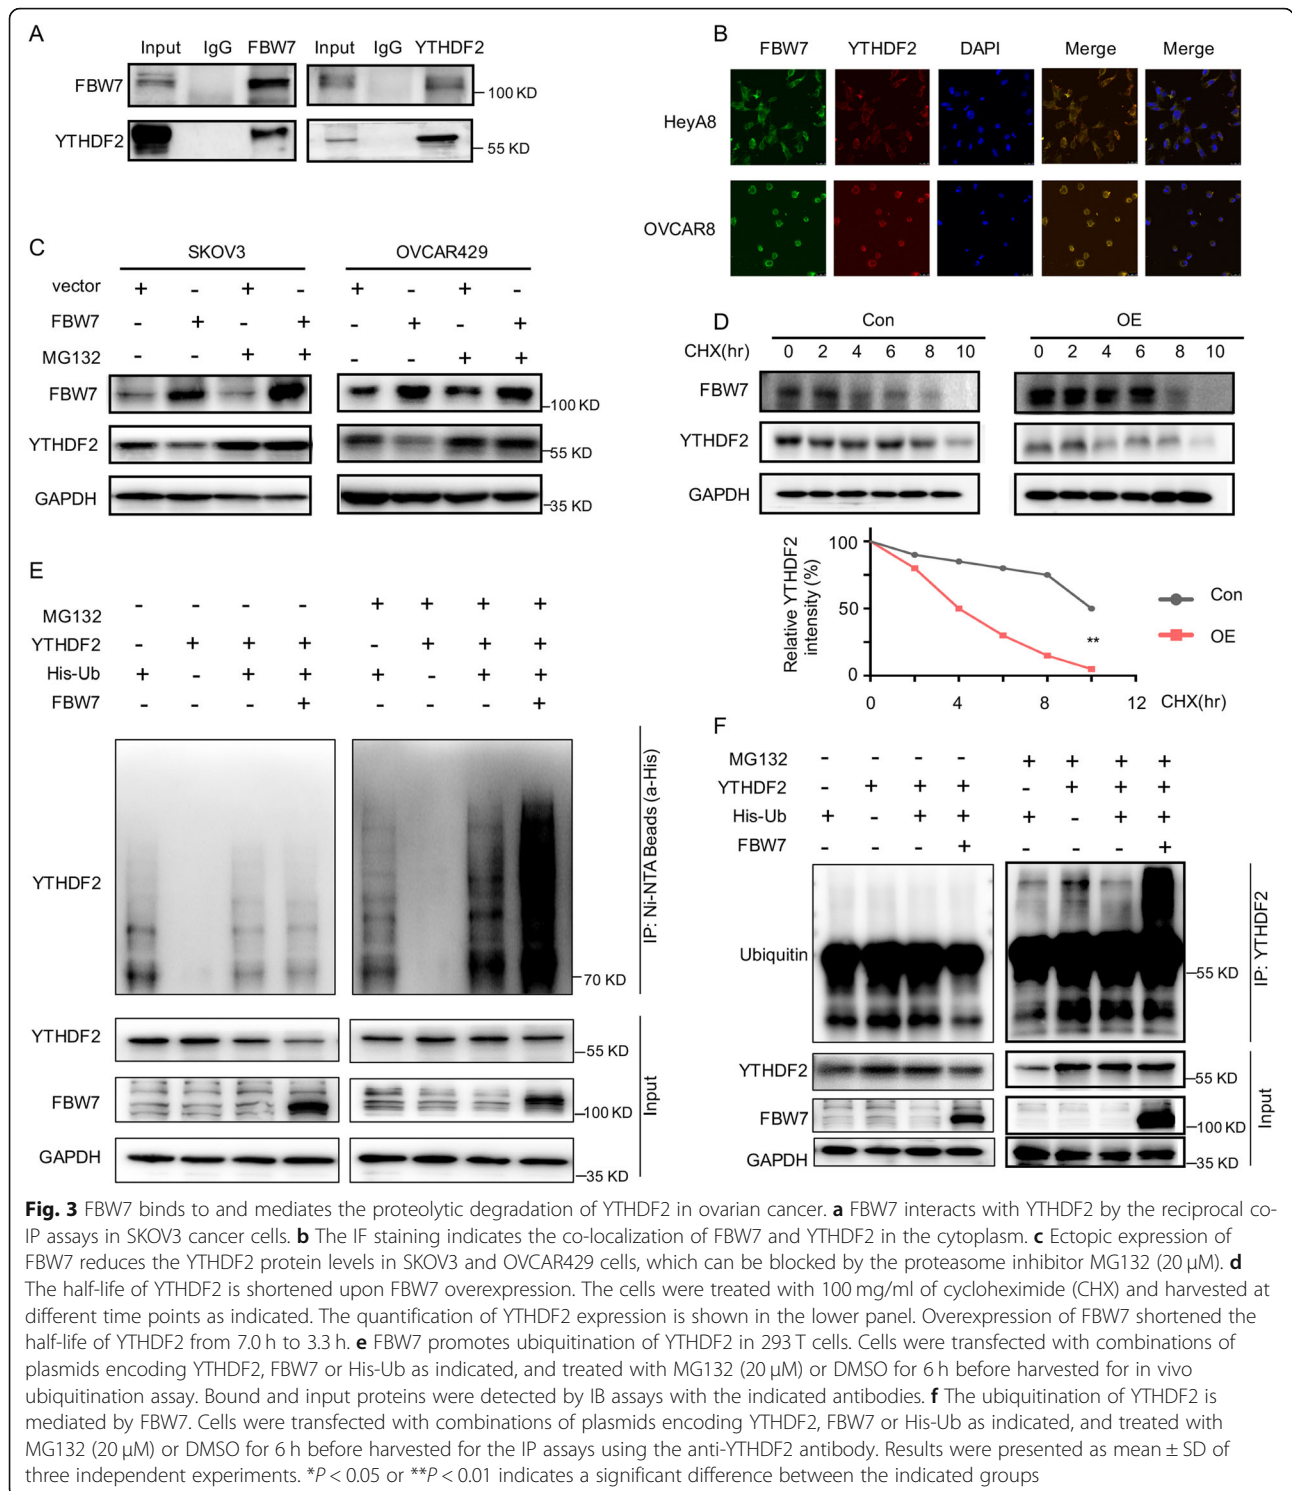 A
Input IgG FBW7 Input IgG YTHDF2
FBW7
100 KD
YTHDF2
55 KD
B
FBW7 YTHDF2 DAPI Merge Merge
HeyA8
OVCAR8
C
SKOV3 OVCAR429
vector + - + - + - + -
FBW7 - + - + - + - +
MG132 - - + + - - + +
FBW7
100 KD
YTHDF2
55 KD
GAPDH
35 KD
D
Con OE
CHX(hr) 0 2 4 6 8 10 0 2 4 6 8 10
FBW7
YTHDF2
GAPDH
Relative YTHDF2
intensity (%)
100
50
0
**
Con
OE
0 4 8 12 CHX(hr)
E
MG132 - - - - + + + +
YTHDF2 - + + + - + + +
His-Ub + - + + + - + +
FBW7 - - - + - - - +
YTHDF2
70 KD
IP: Ni-NTA Beads (a-His)
YTHDF2
55 KD
FBW7
100 KD
GAPDH
35 KD
Input
F
MG132 - - - - + + + +
YTHDF2 - + + + - + + +
His-Ub + - + + + - + +
FBW7 - - - + - - - +
Ubiquitin
55 KD
IP: YTHDF2
YTHDF2
55 KD
FBW7
100 KD
GAPDH
35 KD
Input
Fig. 3 FBW7 binds to and mediates the proteolytic degradation of YTHDF2 in ovarian cancer. a FBW7 interacts with YTHDF2 by the reciprocal co-
IP assays in SKOV3 cancer cells. b The IF staining indicates the co-localization of FBW7 and YTHDF2 in the cytoplasm. c Ectopic expression of
FBW7 reduces the YTHDF2 protein levels in SKOV3 and OVCAR429 cells, which can be blocked by the proteasome inhibitor MG132 (20 μM). d
The half-life of YTHDF2 is shortened upon FBW7 overexpression. The cells were treated with 100 mg/ml of cycloheximide (CHX) and harvested at
different time points as indicated. The quantification of YTHDF2 expression is shown in the lower panel. Overexpression of FBW7 shortened the
half-life of YTHDF2 from 7.0 h to 3.3 h. e FBW7 promotes ubiquitination of YTHDF2 in 293 T cells. Cells were transfected with combinations of
plasmids encoding YTHDF2, FBW7 or His-Ub as indicated, and treated with MG132 (20 μM) or DMSO for 6 h before harvested for in vivo
ubiquitination assay. Bound and input proteins were detected by IB assays with the indicated antibodies. f The ubiquitination of YTHDF2 is
mediated by FBW7. Cells were transfected with combinations of plasmids encoding YTHDF2, FBW7 or His-Ub as indicated, and treated with
MG132 (20 μM) or DMSO for 6 h before harvested for the IP assays using the anti-YTHDF2 antibody. Results were presented as mean ± SD of
three independent experiments. *P < 0.05 or **P < 0.01 indicates a significant difference between the indicated groups